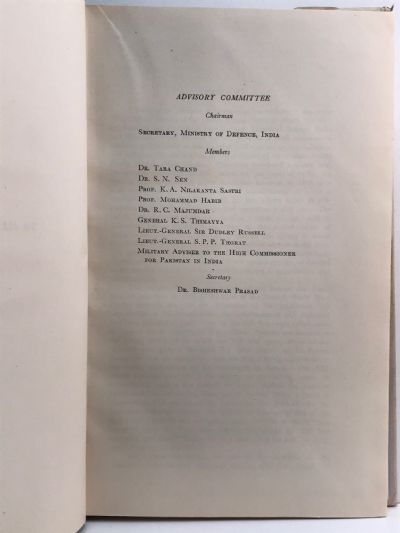 ADVISORY COMMITTEE
Chairman
SECRETARY, MINISTRY OF DEFENCE, INDIA
Members
DR. TARA CHAND
DR. S. N. SEN
PROF. K. A. NILAKANTA SASTRI
PROF. MOHAMMAD HABIB
DR. R. C. MAJUMDAR
GENERAL K. S. THIMAYYA
LIEUT.-GENERAL SIR DUDLEY RUSSELL
LIEUT.-GENERAL S. P. P. THORAT
MILITARY ADVISER TO THE HIGH COMMISSIONER
FOR PAKISTAN IN INDIA
Secretary
DR. BISHESHWAR PRASAD